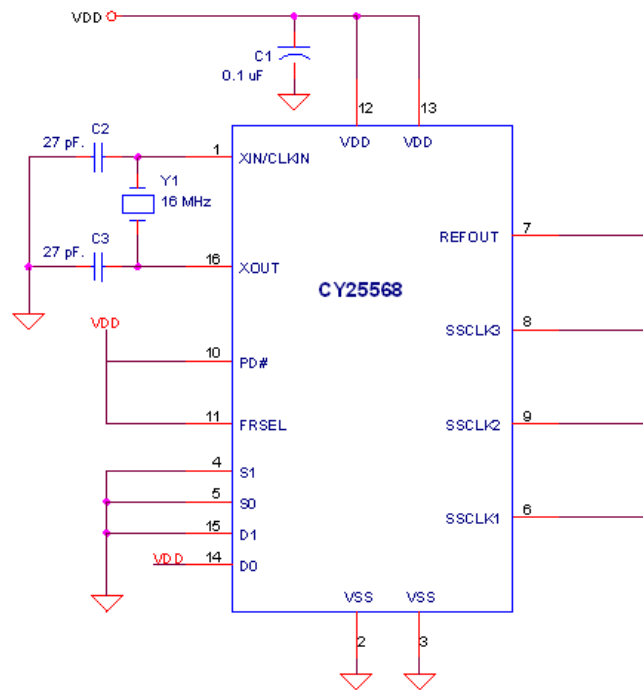 VDD
C1
0.1 uF
12
13
VDD
VDD
27 pF.
C2
1
XIN/CLKIN
Y1
16 MHz
7
REFOUT
C3
27 pF.
16
XOUT
CY25568
VDD
8
SSCLK3
10
PD#
11
FRSEL
9
SSCLK2
4
S1
5
S0
15
D1
VDD
14
D0
6
SSCLK1
VSS
VSS
2
3